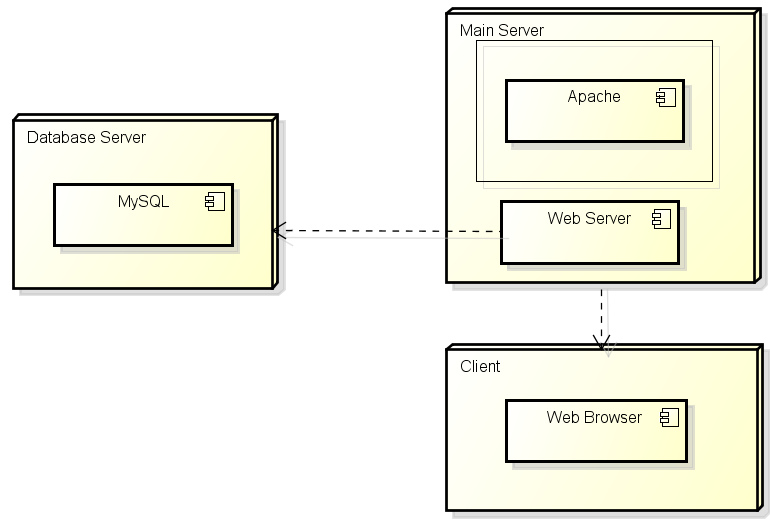 Main Server
Apache
Database Server
MySQL
Web Server
Client
Web Browser